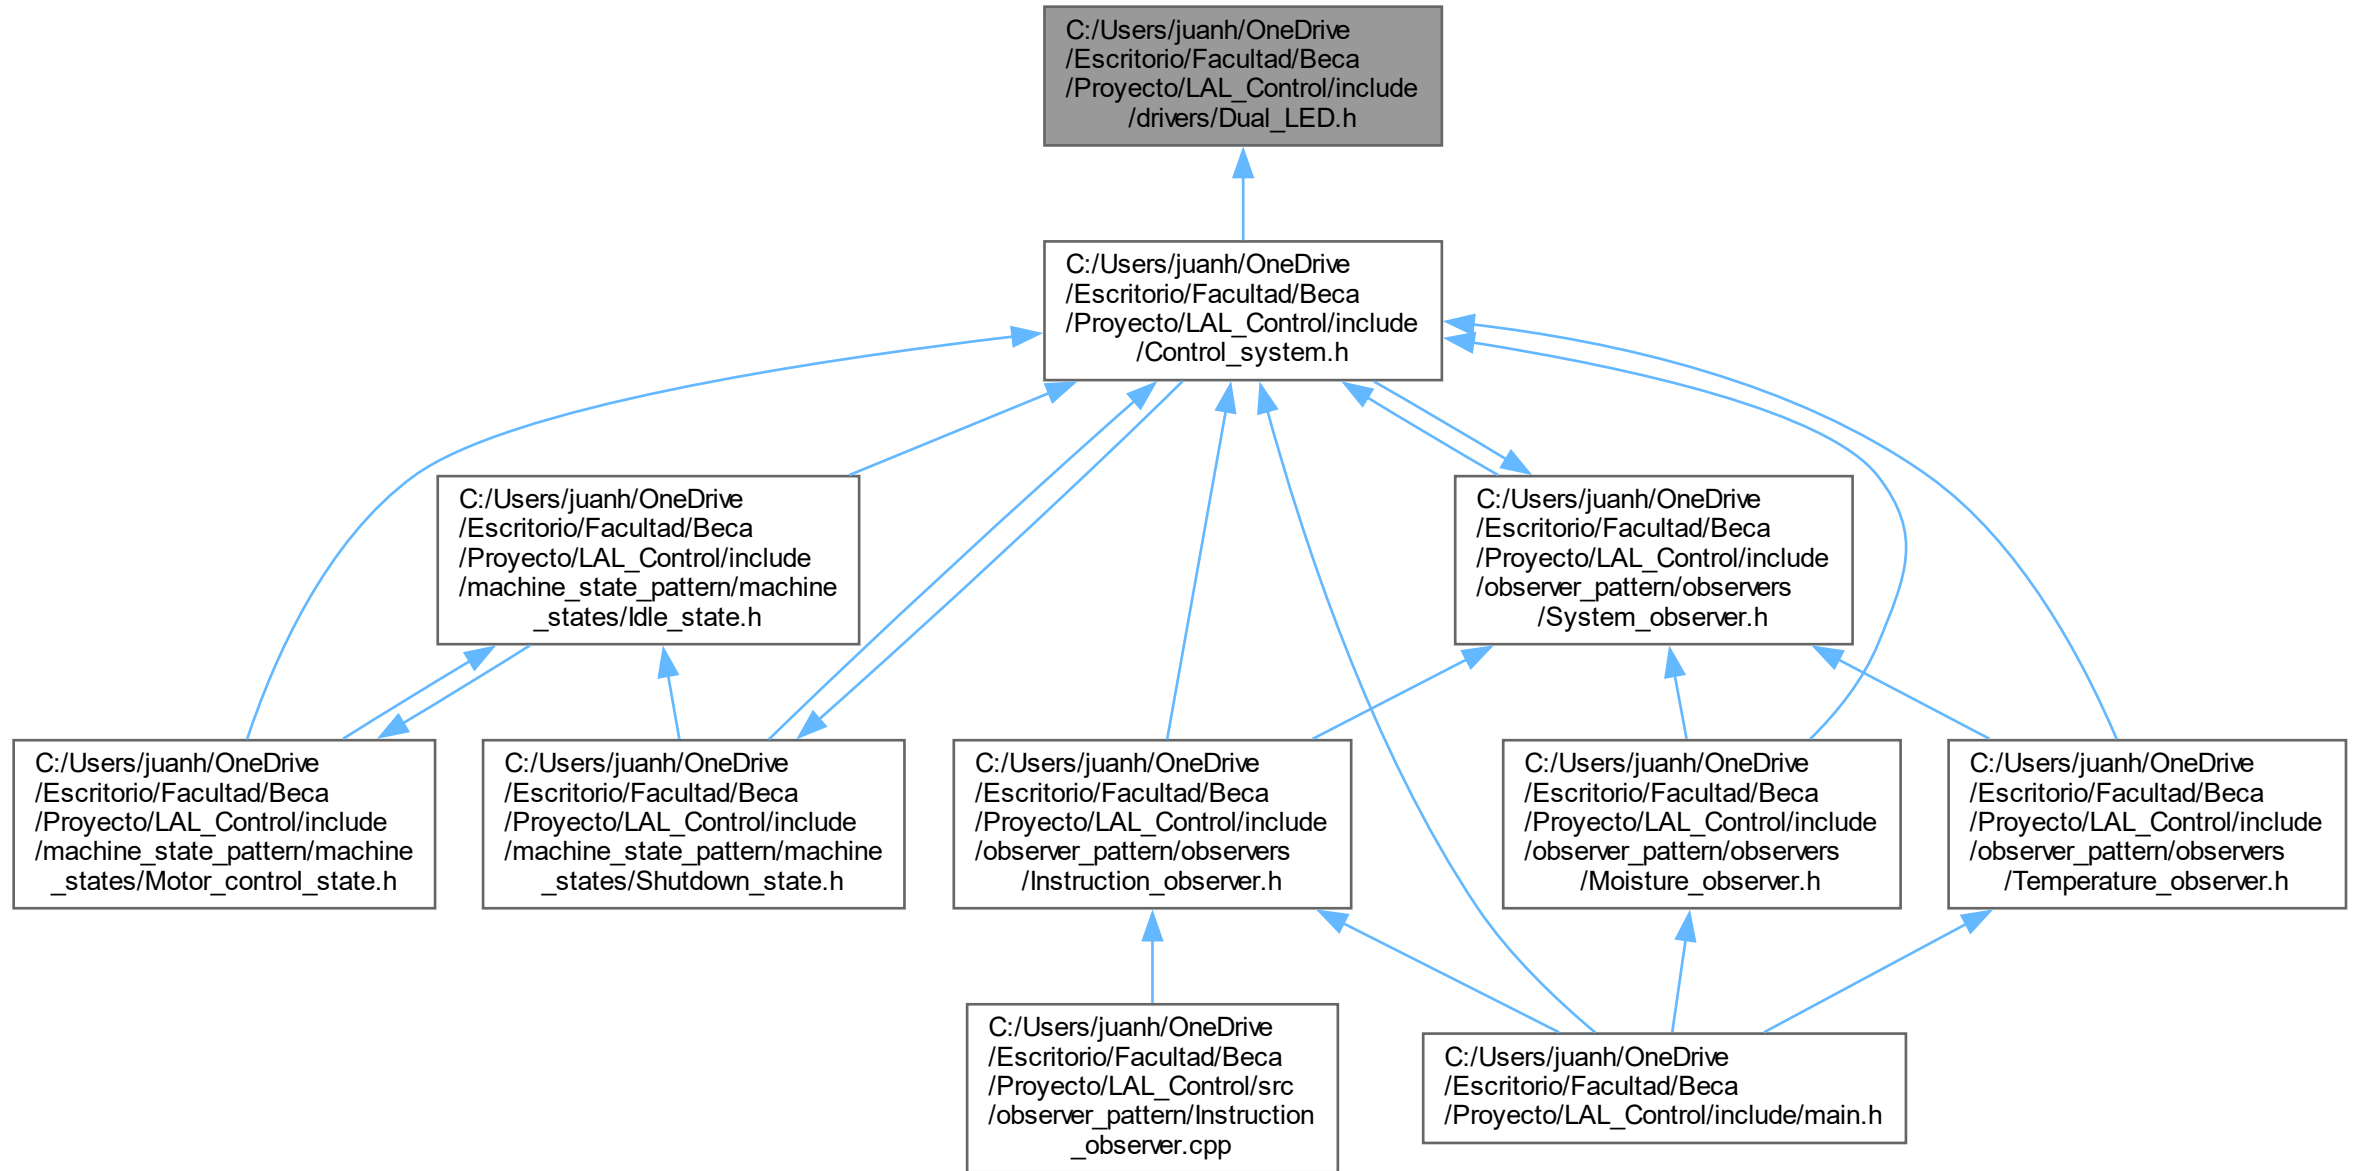 C:/Users/juanh/OneDrive
/Escritorio/Facultad/Beca
/Proyecto/LAL_Control/include
/drivers/Dual_LED.h
C:/Users/juanh/OneDrive
/Escritorio/Facultad/Beca
/Proyecto/LAL_Control/include
/Control_system.h
C:/Users/juanh/OneDrive
/Escritorio/Facultad/Beca
/Proyecto/LAL_Control/include
/machine_state_pattern/machine
_states/Idle_state.h
C:/Users/juanh/OneDrive
/Escritorio/Facultad/Beca
/Proyecto/LAL_Control/include
/observer_pattern/observers
/System_observer.h
C:/Users/juanh/OneDrive
/Escritorio/Facultad/Beca
/Proyecto/LAL_Control/include
/machine_state_pattern/machine
_states/Motor_control_state.h
C:/Users/juanh/OneDrive
/Escritorio/Facultad/Beca
/Proyecto/LAL_Control/include
/machine_state_pattern/machine
_states/Shutdown_state.h
C:/Users/juanh/OneDrive
/Escritorio/Facultad/Beca
/Proyecto/LAL_Control/include
/observer_pattern/observers
/Instruction_observer.h
C:/Users/juanh/OneDrive
/Escritorio/Facultad/Beca
/Proyecto/LAL_Control/include
/observer_pattern/observers
/Moisture_observer.h
C:/Users/juanh/OneDrive
/Escritorio/Facultad/Beca
/Proyecto/LAL_Control/include
/observer_pattern/observers
/Temperature_observer.h
C:/Users/juanh/OneDrive
/Escritorio/Facultad/Beca
/Proyecto/LAL_Control/src
/observer_pattern/Instruction
_observer.cpp
C:/Users/juanh/OneDrive
/Escritorio/Facultad/Beca
/Proyecto/LAL_Control/include/main.h